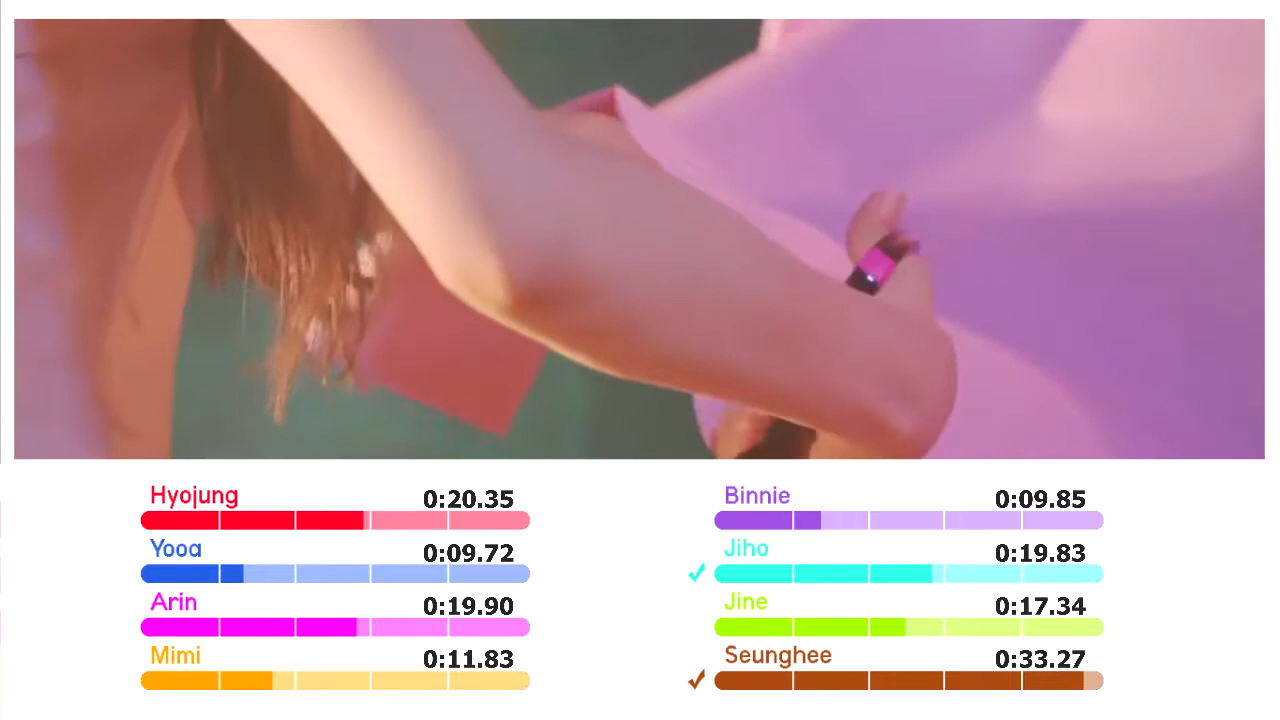 Hyojung 0:20.35
Yooa 0:09.72
Arin 0:19.90
Mimi 0:11.83
Binnie 0:09.85
Jiho 0:19.83
Jine 0:17.34
Seunghee 0:33.27